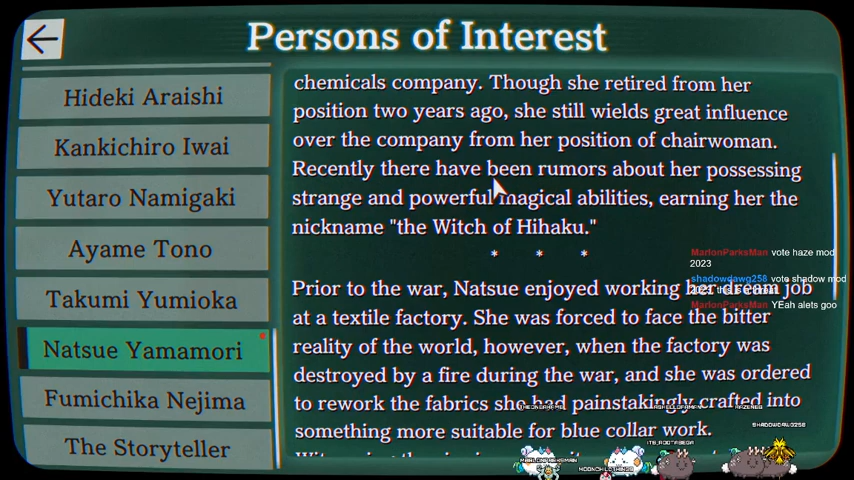 Persons of Interest
Hideki Araishi
Kankichiro Iwai
Yutaro Namigaki
Ayame Tono
Takumi Yumioka
Natsue Yamamori
Fumichika Nejima
The Storyteller
chemicals company. Though she retired from her
position two years ago, she still wields great influence
over the company from her position of chairwoman.
Recently there have been rumors about her possessing
strange and powerful magical abilities, earning her the
nickname "the Witch of Hihaku."
* * *
Prior to the war, Natsue enjoyed working her dream job
at a textile factory. She was forced to face the bitter
reality of the world, however, when the factory was
destroyed by a fire during the war, and she was ordered
to rework the fabrics she had painstakingly crafted into
something more suitable for blue collar work.
MarlonParksMan vote haze mod
2023
shadowdawg258 vote shadow mod
MarlonParksMan YEah alets goo
MARLONPARKSMAN
SHADOWDAWG258